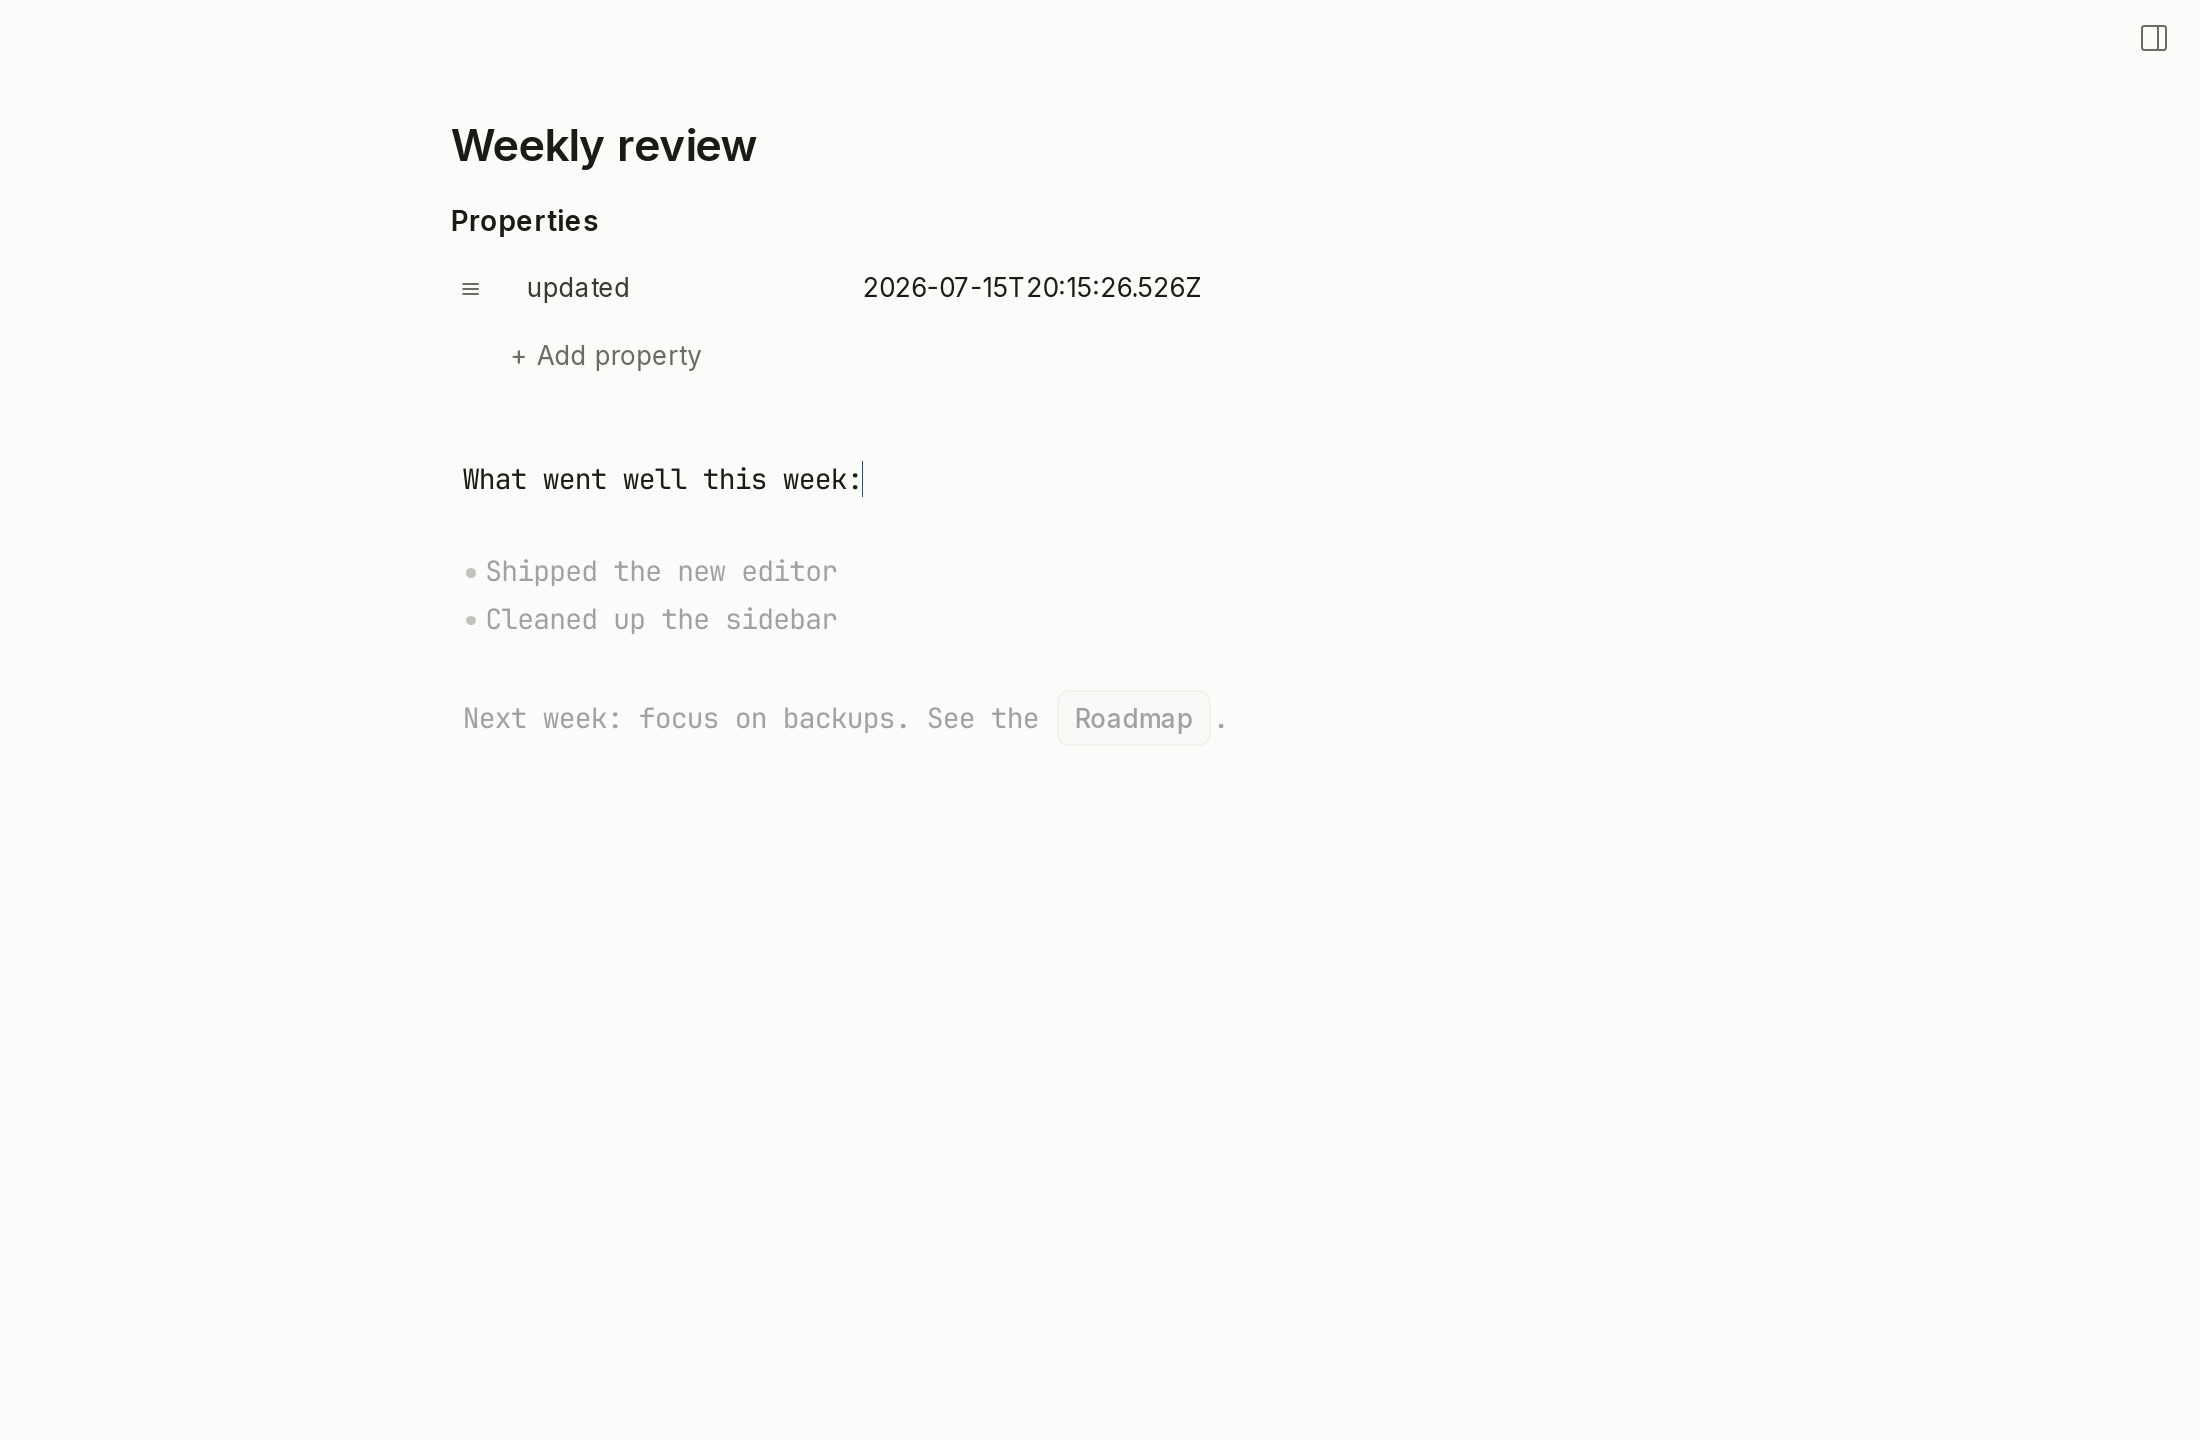 Weekly review
Properties
updated 2026-07-15T20:15:26.526Z
+ Add property
What went well this week:
• Shipped the new editor
• Cleaned up the sidebar
Next week: focus on backups. See the Roadmap.